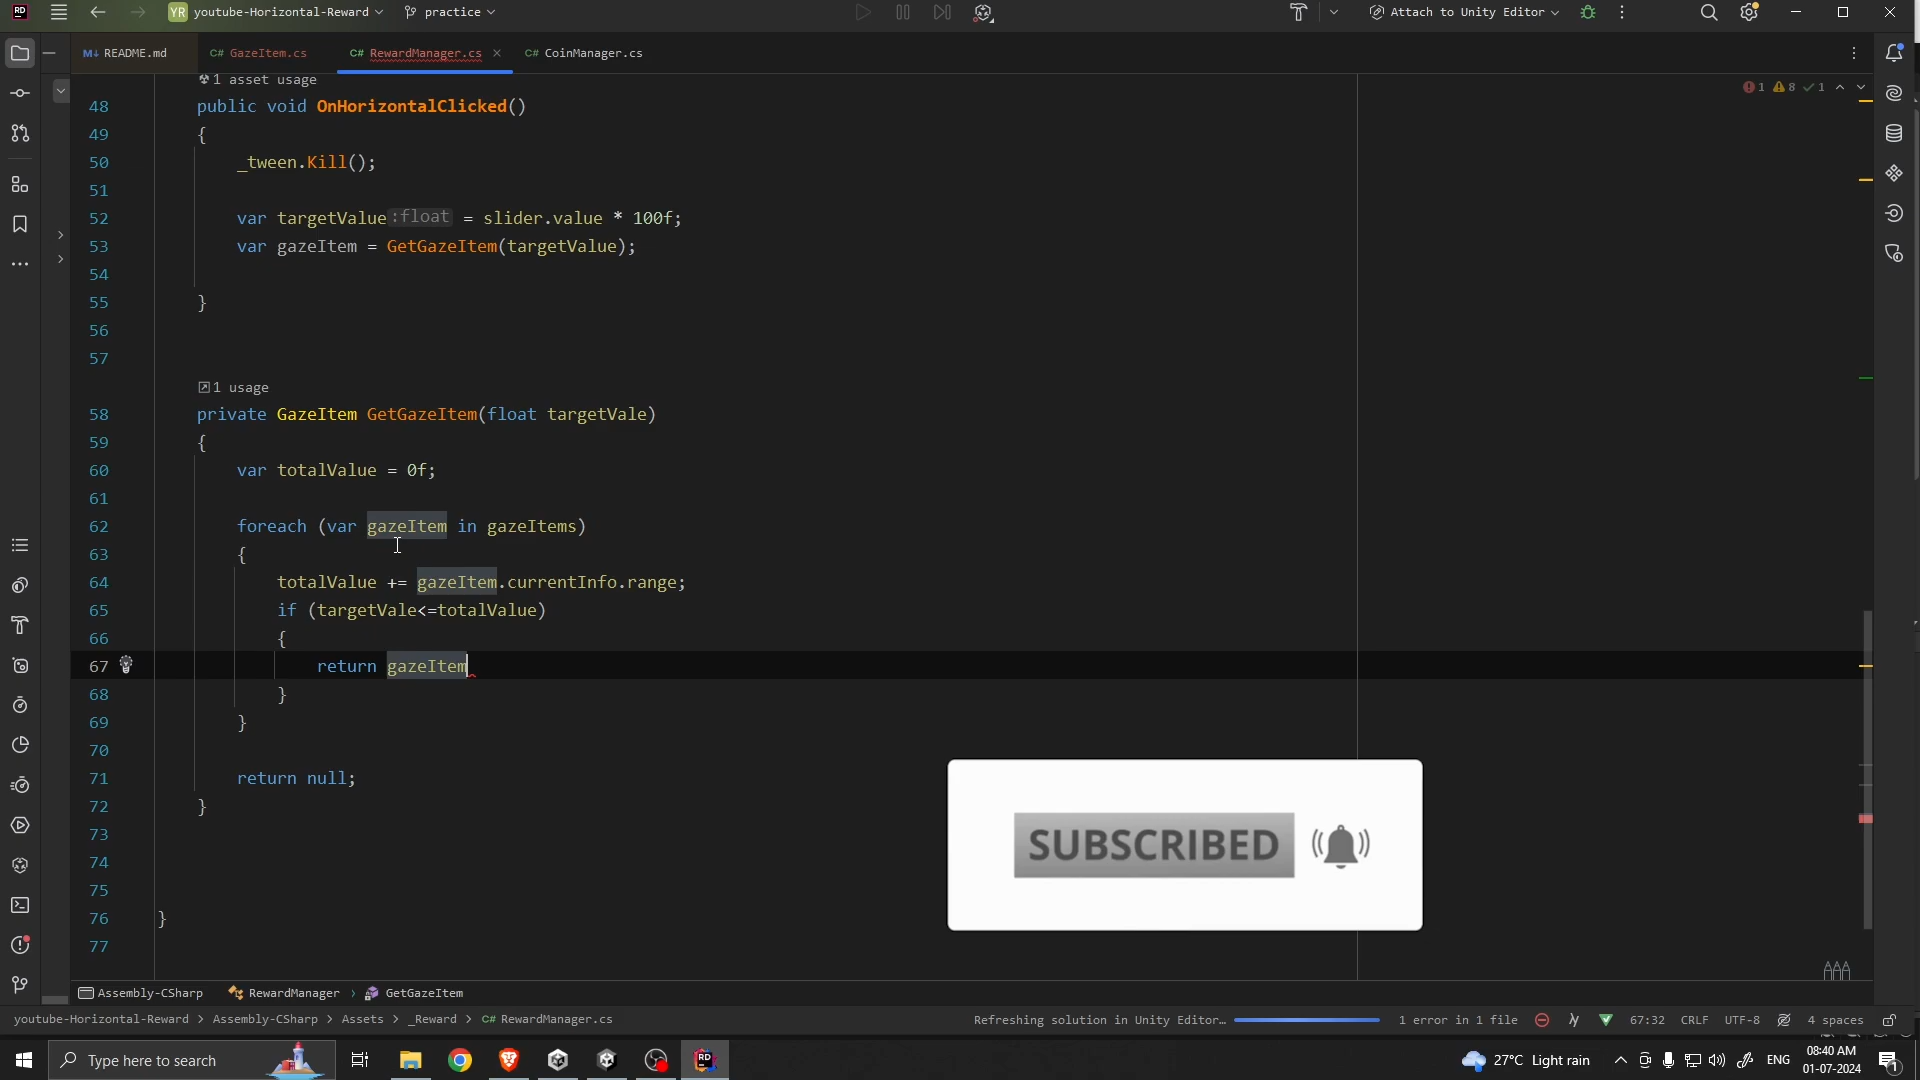 RD YR youtube-Horizontal-Reward practice Attach to Unity Editor
M↓ README.md C# GazeItem.cs C# RewardManager.cs C# CoinManager.cs
1 asset usage
1 8 1
48 public void OnHorizontalClicked()
49 {
50 _tween.Kill();
51
52 var targetValue :float = slider.value * 100f;
53 var gazeItem = GetGazeItem(targetValue);
54
55 }
56
57
1 usage
58 private GazeItem GetGazeItem(float targetVale)
59 {
60 var totalValue = 0f;
61
62 foreach (var gazeItem in gazeItems)
63 {
64 totalValue += gazeItem.currentInfo.range;
65 if (targetVale<=totalValue)
66 {
67 return gazeItem
68 }
69 }
70
71 return null;
72 }
73
74
75
76 }
77
SUBSCRIBED
Assembly-CSharp RewardManager › GetGazeItem
youtube-Horizontal-Reward › Assembly-CSharp › Assets › _Reward › C# RewardManager.cs Refreshing solution in Unity Editor... 1 error in 1 file 67:32 CRLF UTF-8 4 spaces
Type here to search RD 27°C Light rain ENG 08:40 AM
01-07-2024 1